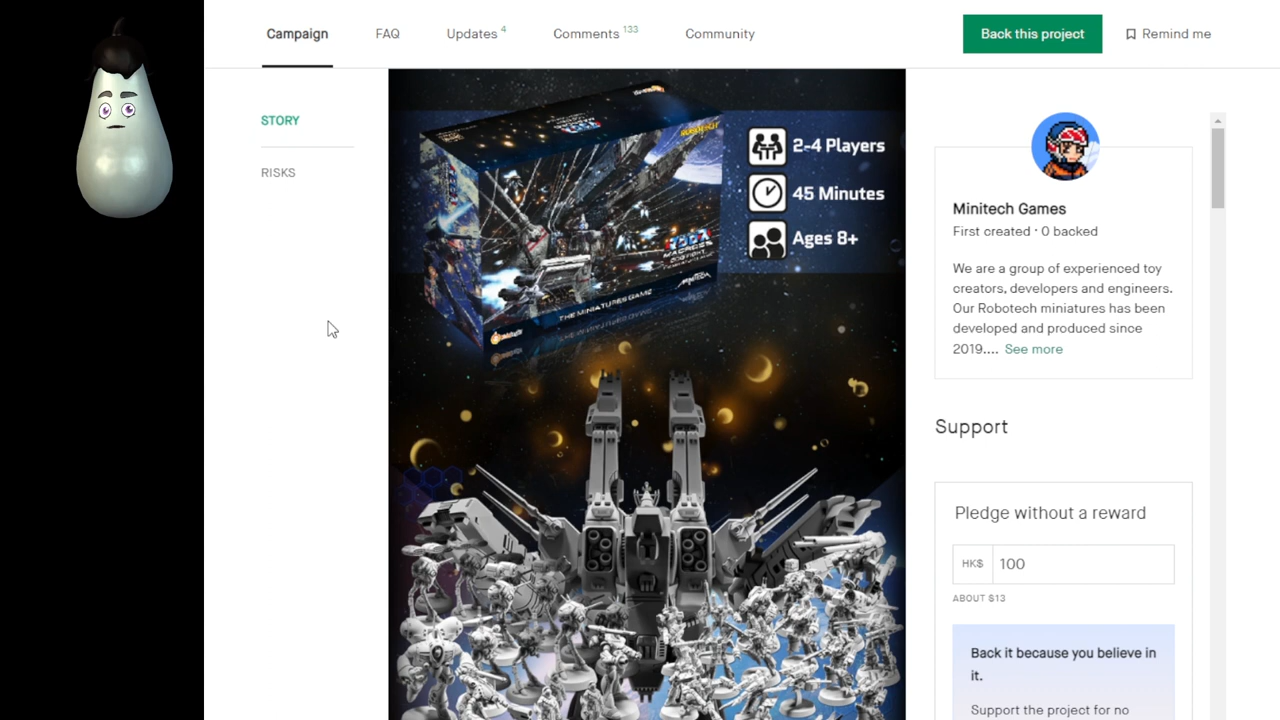 Campaign
FAQ
Updates 4
Comments 133
Community
Back this project
Remind me
STORY
RISKS
2-4 Players
45 Minutes
Ages 8+
THE MINIATURES GAME
Minitech Games
First created · 0 backed
We are a group of experienced toy
creators, developers and engineers.
Our Robotech miniatures has been
developed and produced since
2019.... See more
Support
Pledge without a reward
HK$ 100
ABOUT $13
Back it because you believe in
it.
Support the project for no